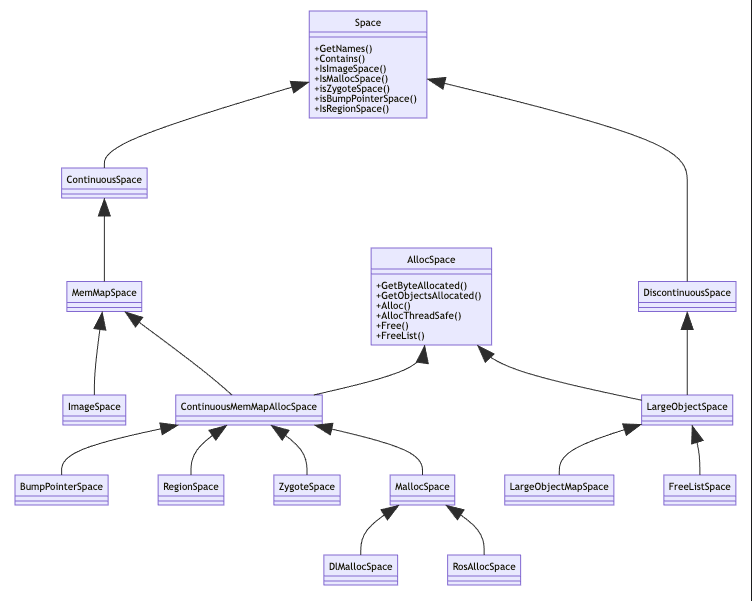 Space
+GetNames()
+Contains()
+IsImageSpace()
+IsMallocSpace()
+isZygoteSpace()
+isBumpPointerSpace()
+IsRegionSpace()
ContinuousSpace
AllocSpace
+GetByteAllocated()
+GetObjectsAllocated()
+Alloc()
+AllocThreadSafe()
+Free()
+FreeList()
MemMapSpace
DiscontinuousSpace
ImageSpace
ContinuousMemMapAllocSpace
LargeObjectSpace
BumpPointerSpace
RegionSpace
ZygoteSpace
MallocSpace
LargeObjectMapSpace
FreeListSpace
DlMallocSpace
RosAllocSpace